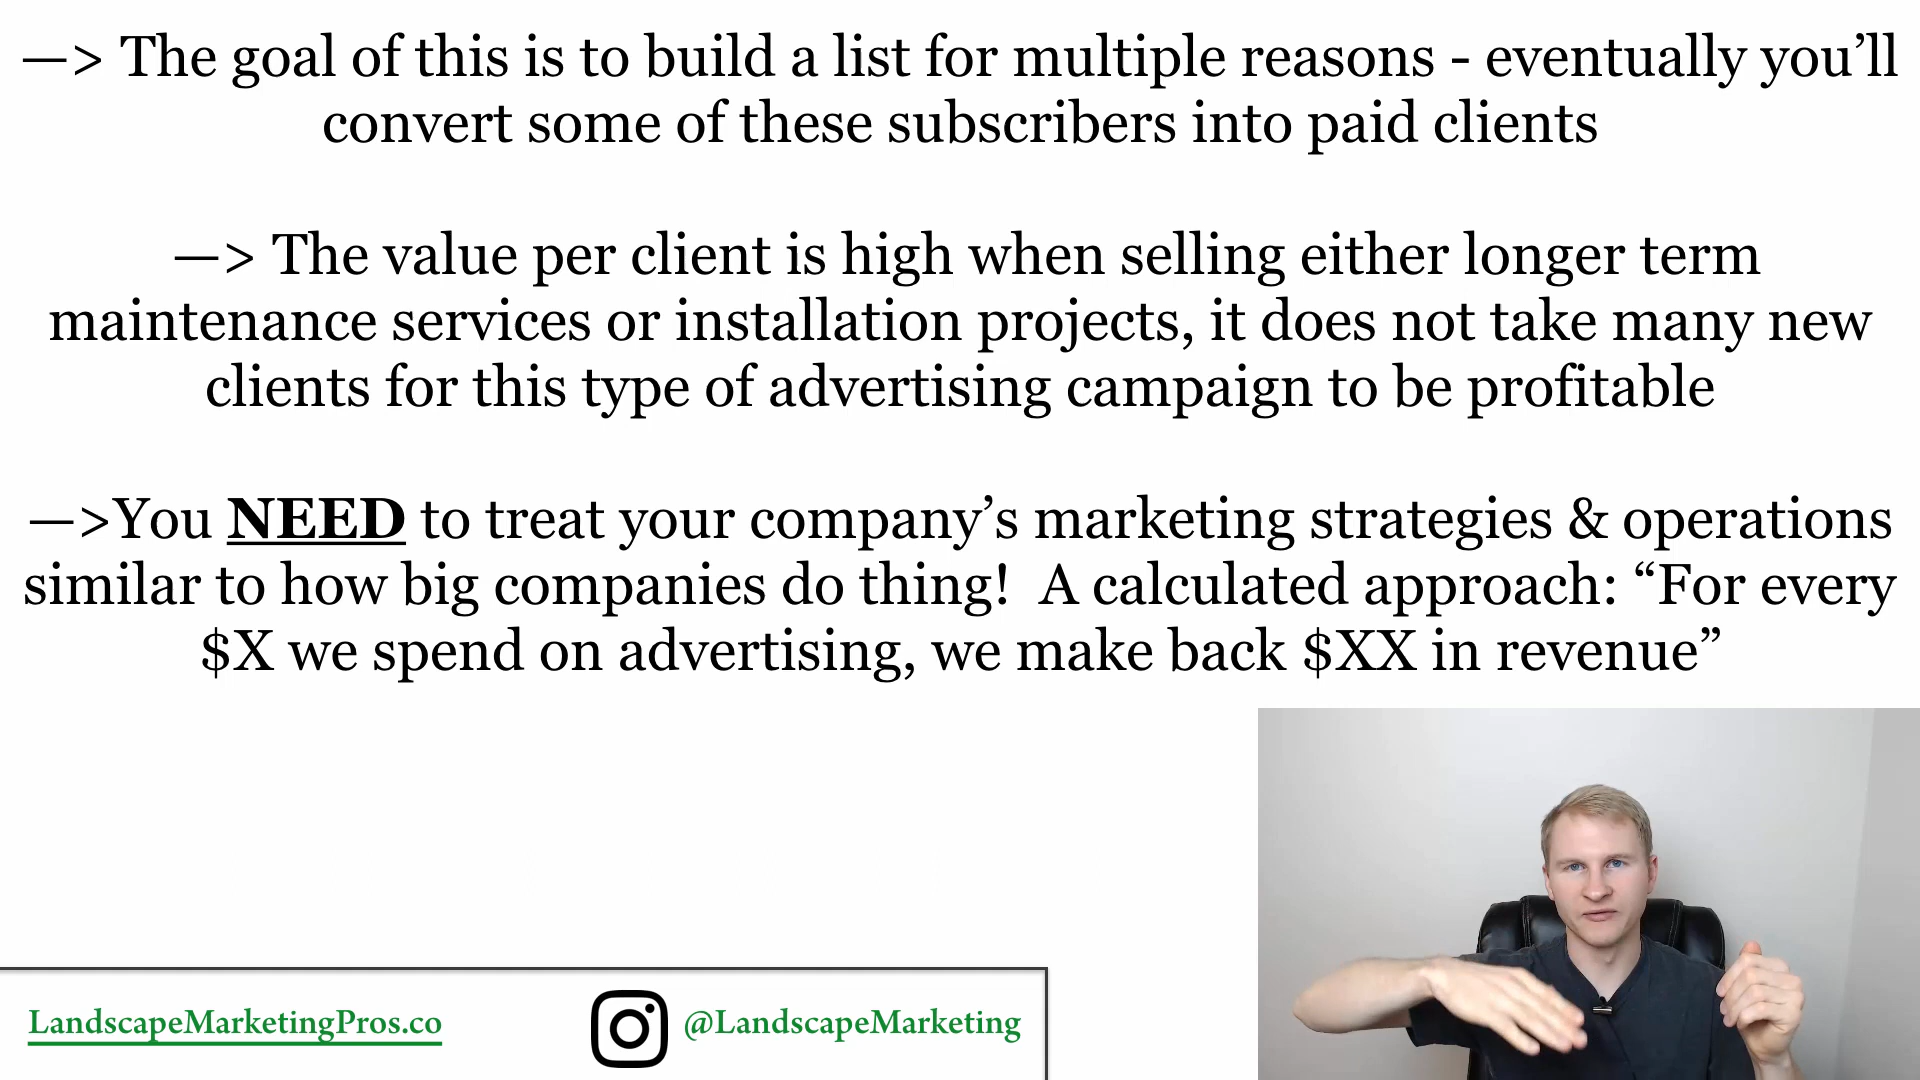 —> The goal of this is to build a list for multiple reasons - eventually you’ll
convert some of these subscribers into paid clients
—> The value per client is high when selling either longer term
maintenance services or installation projects, it does not take many new
clients for this type of advertising campaign to be profitable
—>You NEED to treat your company’s marketing strategies & operations
similar to how big companies do thing!  A calculated approach: “For every
$X we spend on advertising, we make back $XX in revenue”
LandscapeMarketingPros.co
@LandscapeMarketing